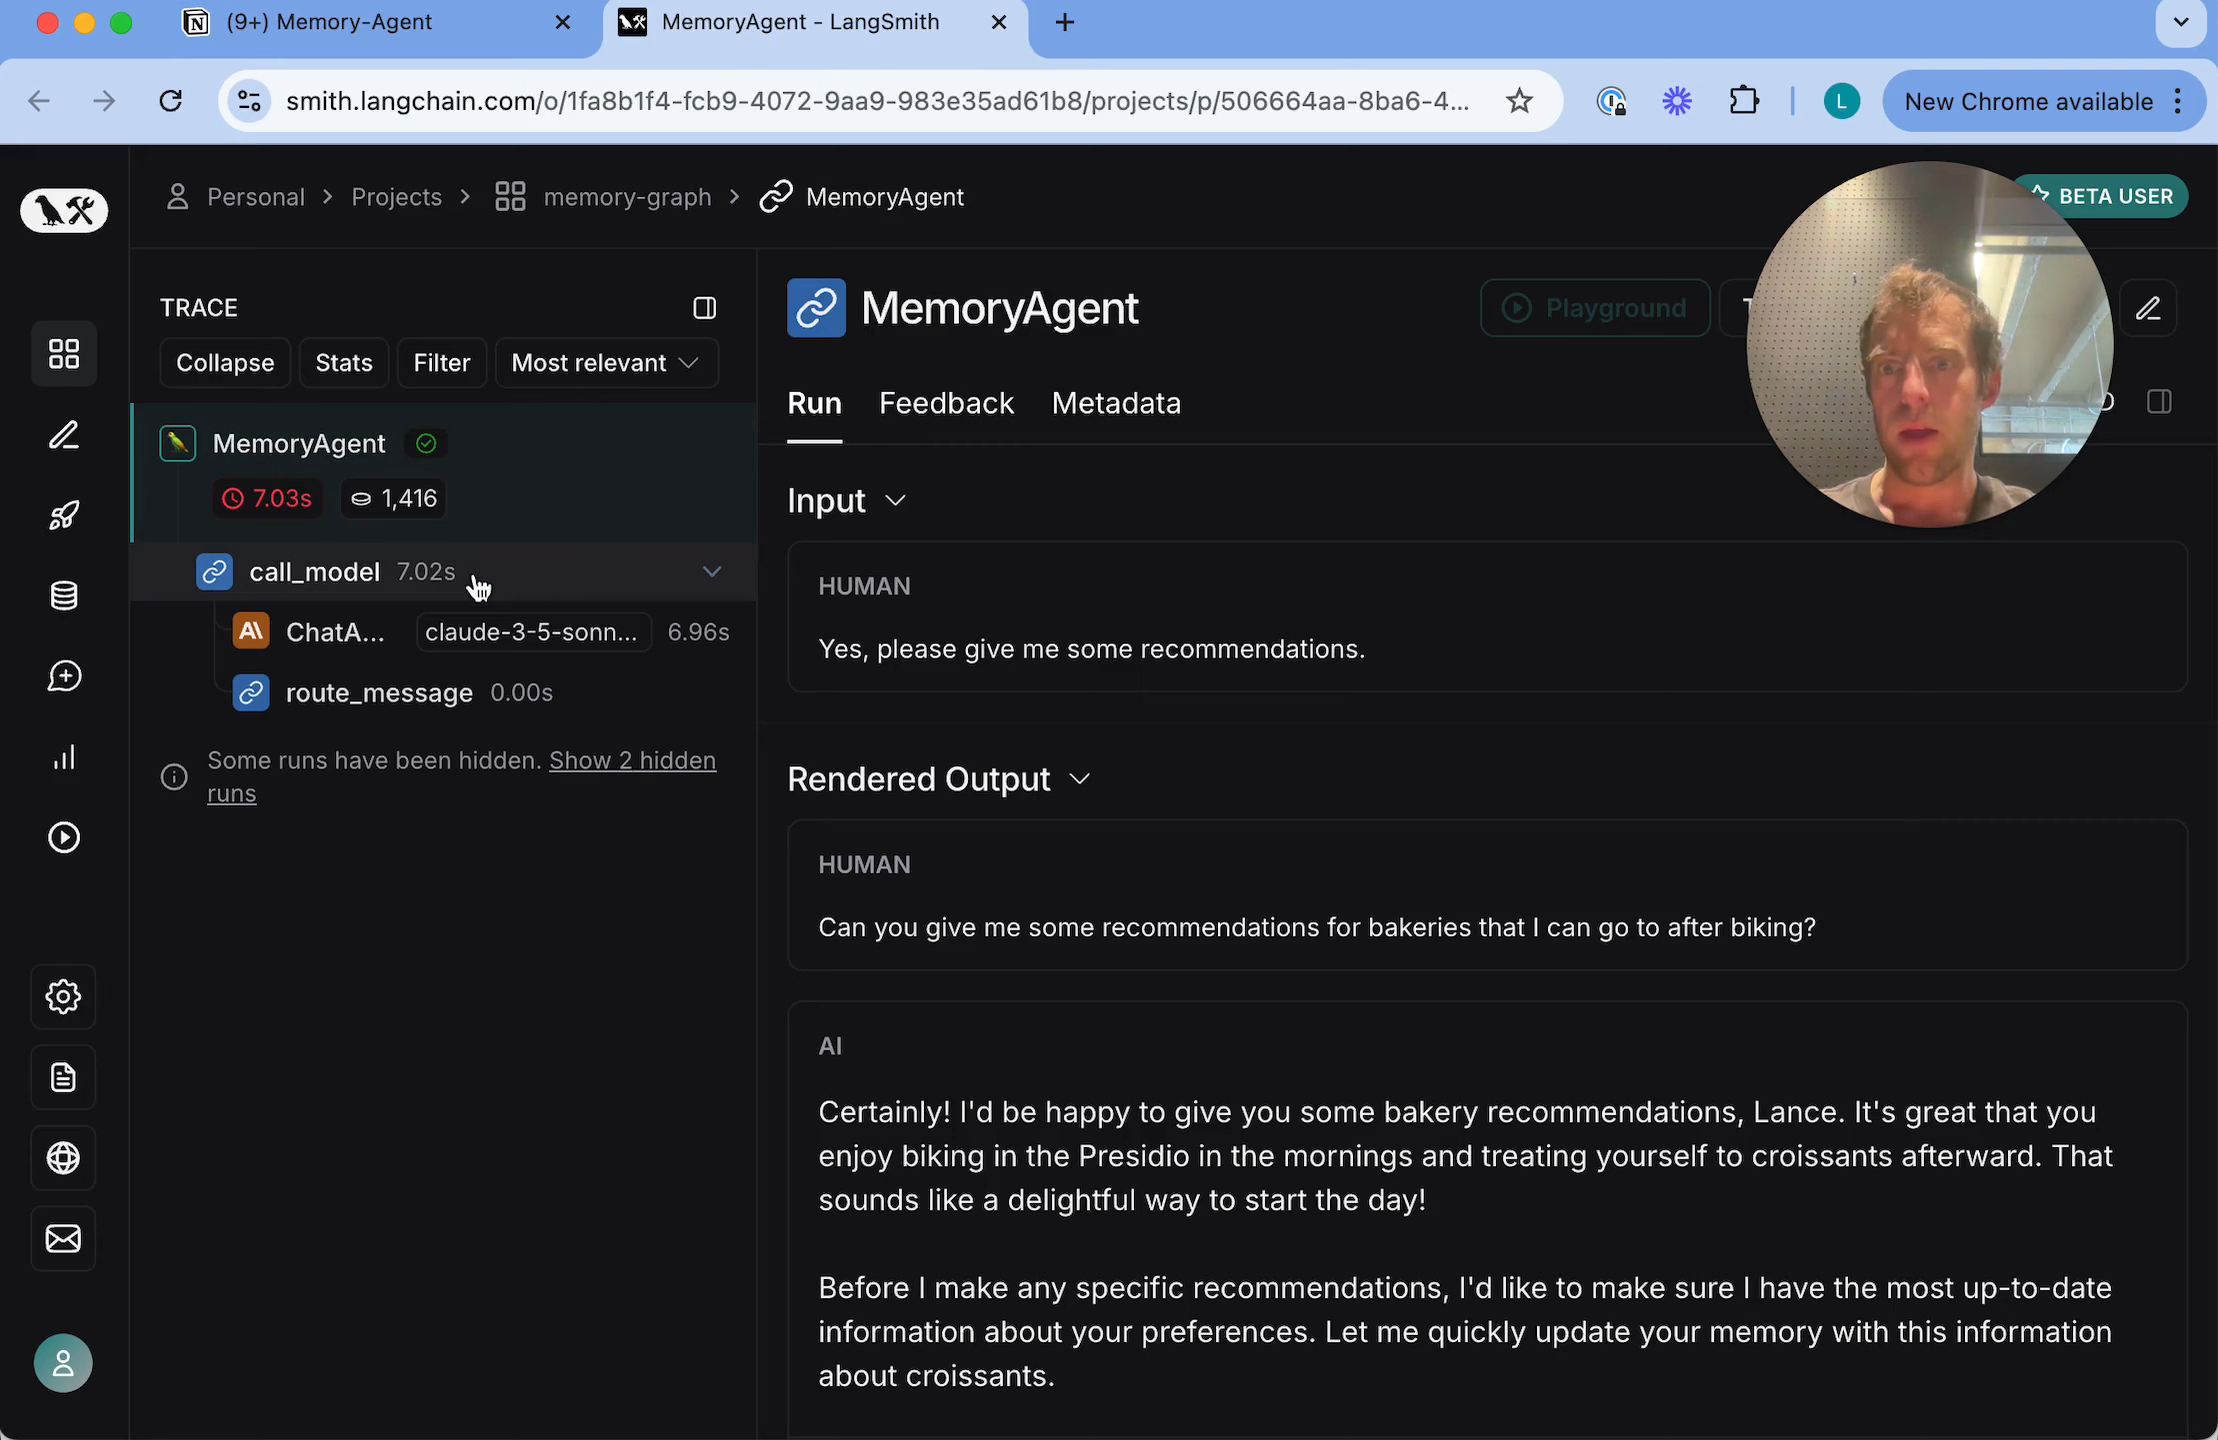 (9+) Memory-Agent
MemoryAgent - LangSmith
smith.langchain.com/o/1fa8b1f4-fcb9-4072-9aa9-983e35ad61b8/projects/p/506664aa-8ba6-4...
L
New Chrome available
Personal
Projects
memory-graph
MemoryAgent
BETA USER
TRACE
Collapse
Stats
Filter
Most relevant
MemoryAgent
7.03s
1,416
call_model 7.02s
ChatA...
claude-3-5-sonn...
6.96s
route_message 0.00s
Some runs have been hidden. Show 2 hidden
runs
MemoryAgent
Playground
Run
Feedback
Metadata
Input
HUMAN
Yes, please give me some recommendations.
Rendered Output
HUMAN
Can you give me some recommendations for bakeries that I can go to after biking?
AI
Certainly! I'd be happy to give you some bakery recommendations, Lance. It's great that you
enjoy biking in the Presidio in the mornings and treating yourself to croissants afterward. That
sounds like a delightful way to start the day!
Before I make any specific recommendations, I'd like to make sure I have the most up-to-date
information about your preferences. Let me quickly update your memory with this information
about croissants.